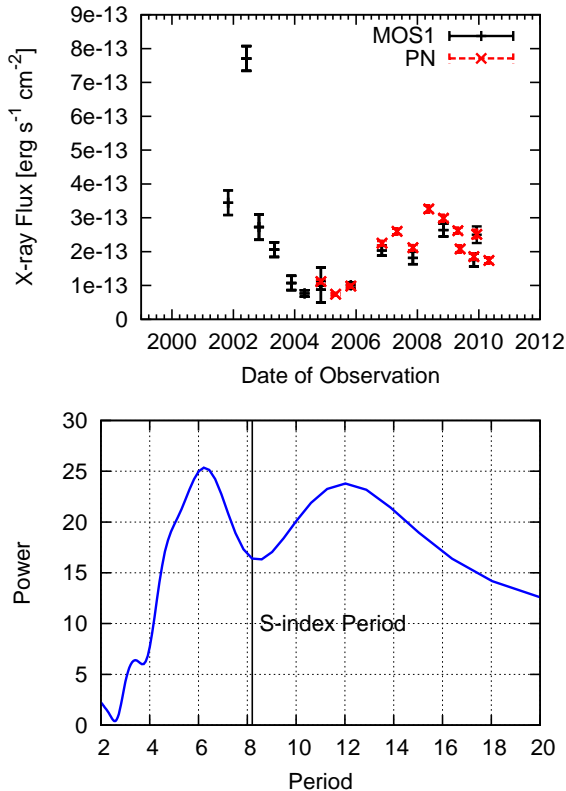 9e-13
8e-13
7e-13
6e-13
5e-13
4e-13
3e-13
2e-13
1e-13
0
X-ray Flux [erg s-1 cm-2]
MOS1
PN
2000 2002 2004 2006 2008 2010 2012
Date of Observation
30
25
20
15
10
5
0
Power
S-index Period
2 4 6 8 10 12 14 16 18 20
Period